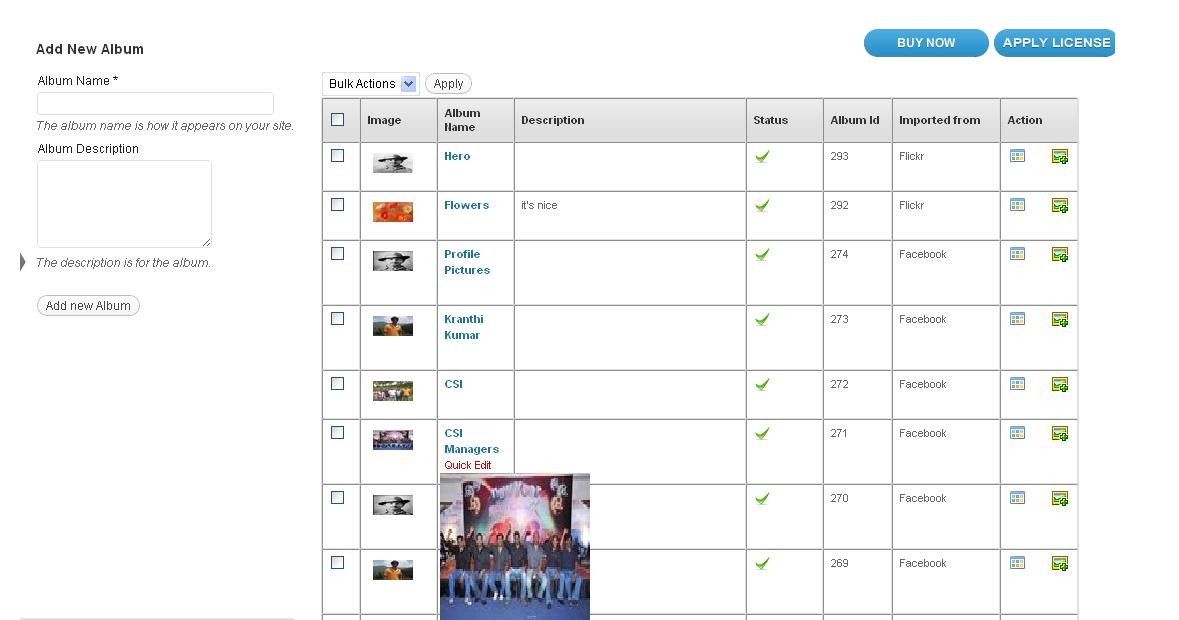 BUY NOW
APPLY LICENSE
Add New Album
Album Name *
The album name is how it appears on your site.
Album Description
The description is for the album.
Add new Album
Bulk Actions
Apply
Image Album Name Description Status Album Id Imported from Action
Hero 293 Flickr
Flowers it's nice 292 Flickr
Profile Pictures 274 Facebook
Kranthi Kumar 273 Facebook
CSI 272 Facebook
CSI Managers 271 Facebook
Quick Edit
270 Facebook
269 Facebook